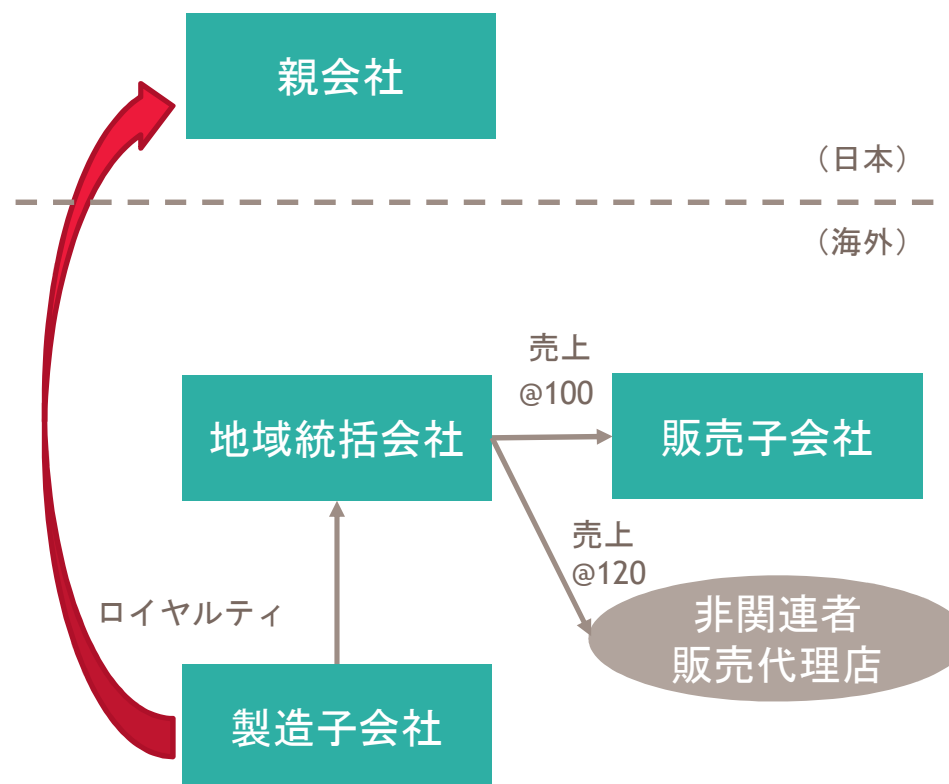 親会社
（日本）
（海外）
売上
@100
地域統括会社
販売子会社
売上
@120
ロイヤルティ
非関連者
販売代理店
製造子会社